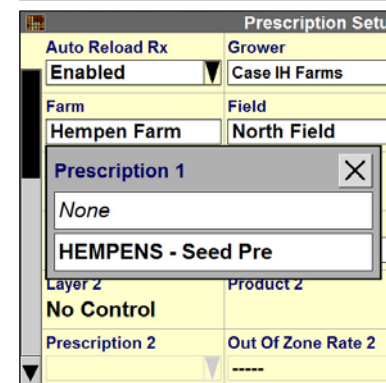 Prescription Setu
Auto Reload Rx Grower
Enabled Case IH Farms
Farm Field
Hempen Farm North Field
Prescription 1
None
HEMPENS - Seed Pre
Layer 2 Product 2
No Control
Prescription 2 Out Of Zone Rate 2
-----